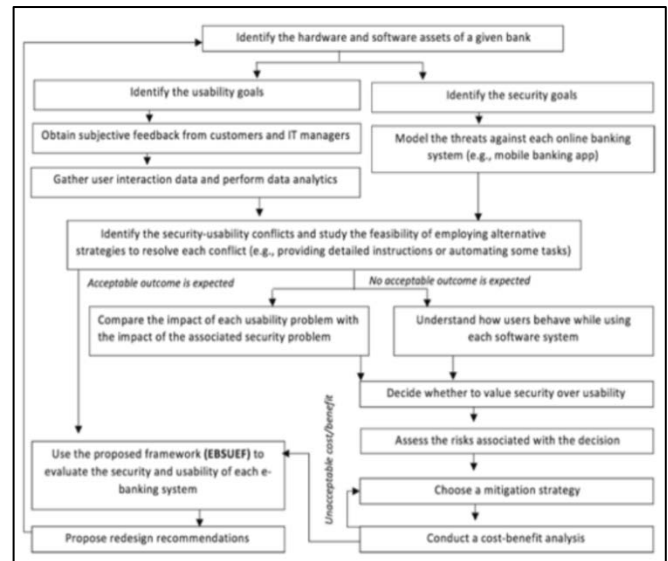 Identify the hardware and software assets of a given bank
Identify the usability goals
Identify the security goals
Obtain subjective feedback from customers and IT managers
Model the threats against each online banking
system (e.g., mobile banking app)
Gather user interaction data and perform data analytics
Identify the security-usability conflicts and study the feasibility of employing alternative
strategies to resolve each conflict (e.g., providing detailed instructions or automating some tasks)
Acceptable outcome is expected
No acceptable outcome is expected
Compare the impact of each usability problem with
the impact of the associated security problem
Understand how users behave while using
each software system
Decide whether to value security over usability
Unacceptable cost/benefit
Assess the risks associated with the decision
Use the proposed framework (EBSUEF) to
evaluate the security and usability of each e-
banking system
Choose a mitigation strategy
Propose redesign recommendations
Conduct a cost-benefit analysis